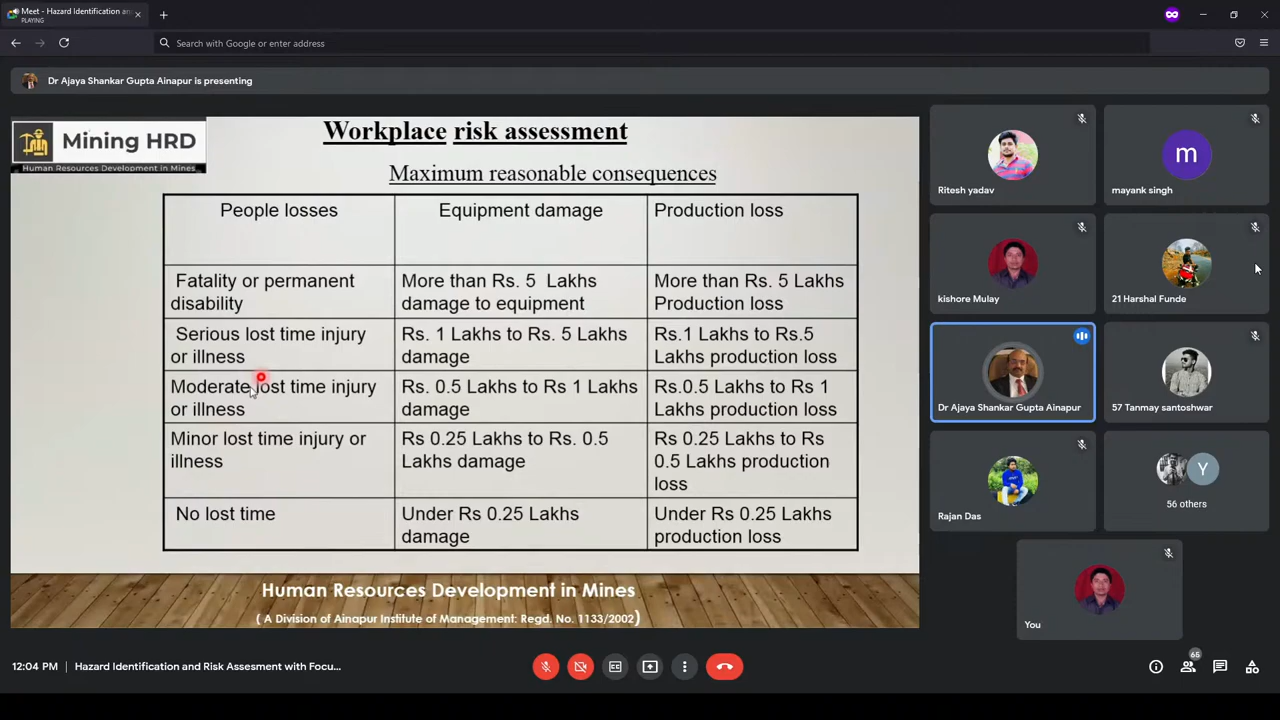 Meet - Hazard Identification an
PLAYING
Search with Google or enter address
Dr Ajaya Shankar Gupta Ainapur is presenting
Mining HRD
Human Resources Development in Mines
Workplace risk assessment
Maximum reasonable consequences
People losses
Equipment damage
Production loss
Fatality or permanent
disability
More than Rs. 5 Lakhs
damage to equipment
More than Rs. 5 Lakhs
Production loss
Serious lost time injury
or illness
Rs. 1 Lakhs to Rs. 5 Lakhs
damage
Rs.1 Lakhs to Rs.5
Lakhs production loss
Moderate lost time injury
or illness
Rs. 0.5 Lakhs to Rs 1 Lakhs
damage
Rs.0.5 Lakhs to Rs 1
Lakhs production loss
Minor lost time injury or
illness
Rs 0.25 Lakhs to Rs. 0.5
Lakhs damage
Rs 0.25 Lakhs to Rs
0.5 Lakhs production
loss
No lost time
Under Rs 0.25 Lakhs
damage
Under Rs 0.25 Lakhs
production loss
Human Resources Development in Mines
( A Division of Ainapur Institute of Management: Regd. No. 1133/2002)
Ritesh yadav
m
mayank singh
kishore Mulay
21 Harshal Funde
Dr Ajaya Shankar Gupta Ainapur
57 Tanmay santoshwar
Rajan Das
Y
56 others
You
12:04 PM | Hazard Identification and Risk Assesment with Focu...
65